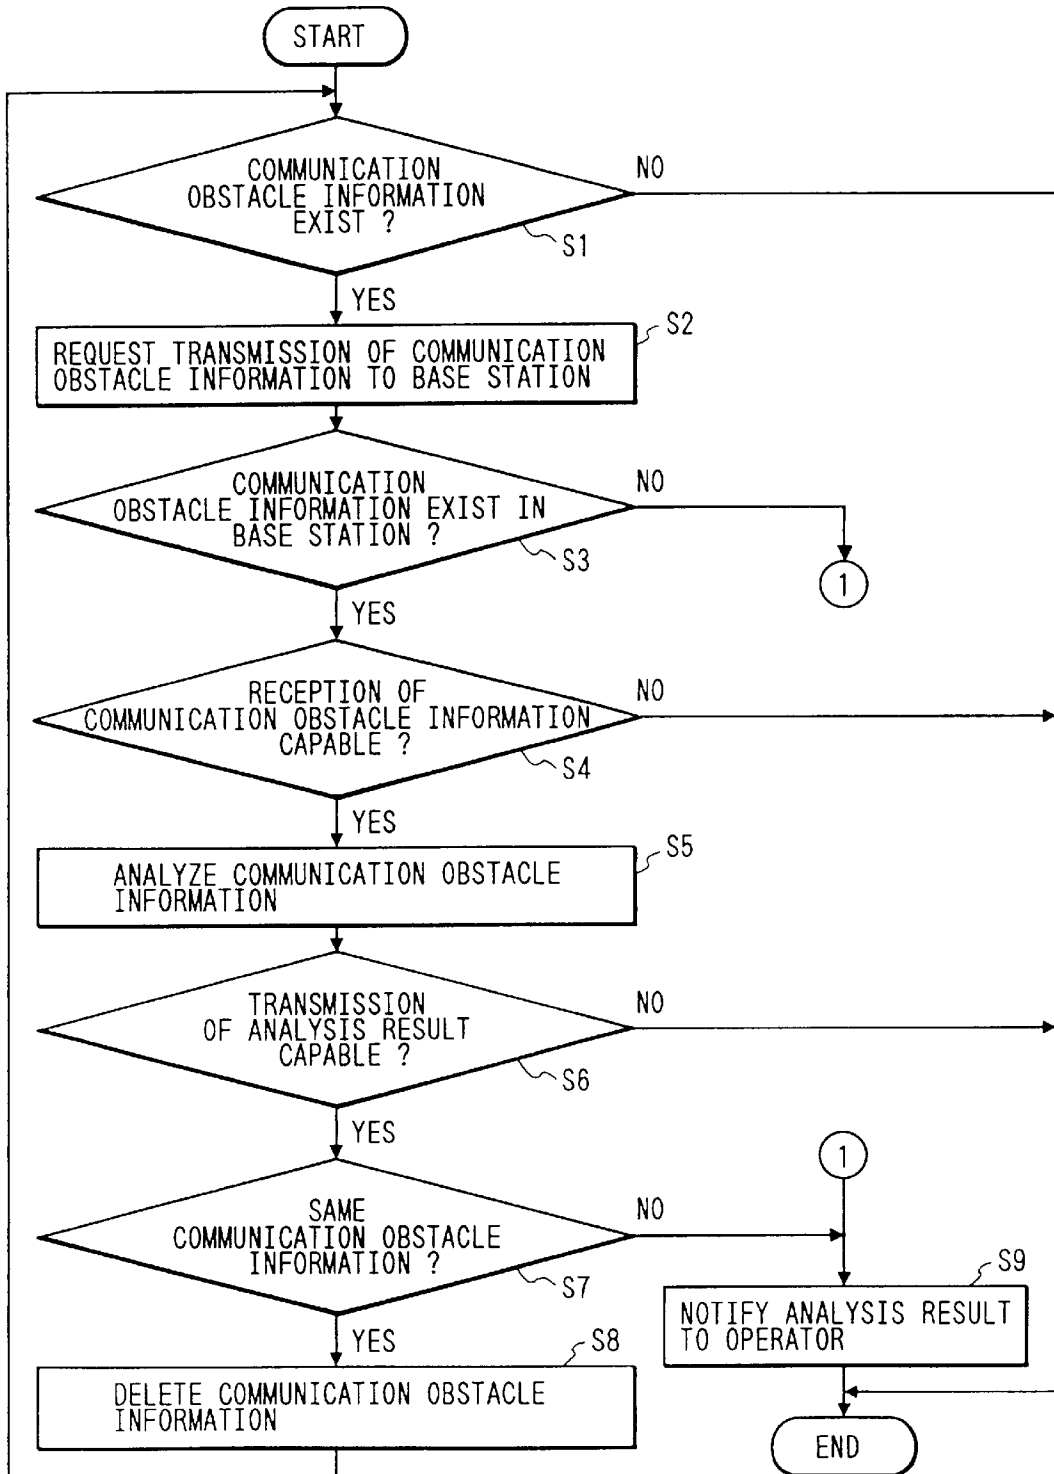 START
COMMUNICATION
OBSTACLE INFORMATION
EXIST ?
NO
S1
YES
S2
REQUEST TRANSMISSION OF COMMUNICATION
OBSTACLE INFORMATION TO BASE STATION
COMMUNICATION
OBSTACLE INFORMATION EXIST IN
BASE STATION ?
NO
S3
1
YES
RECEPTION OF
COMMUNICATION OBSTACLE INFORMATION
CAPABLE ?
NO
S4
YES
S5
ANALYZE COMMUNICATION OBSTACLE
INFORMATION
TRANSMISSION
OF ANALYSIS RESULT
CAPABLE ?
NO
S6
YES
1
SAME
COMMUNICATION OBSTACLE
INFORMATION ?
NO
S7
S9
NOTIFY ANALYSIS RESULT
TO OPERATOR
YES
S8
DELETE COMMUNICATION OBSTACLE
INFORMATION
END